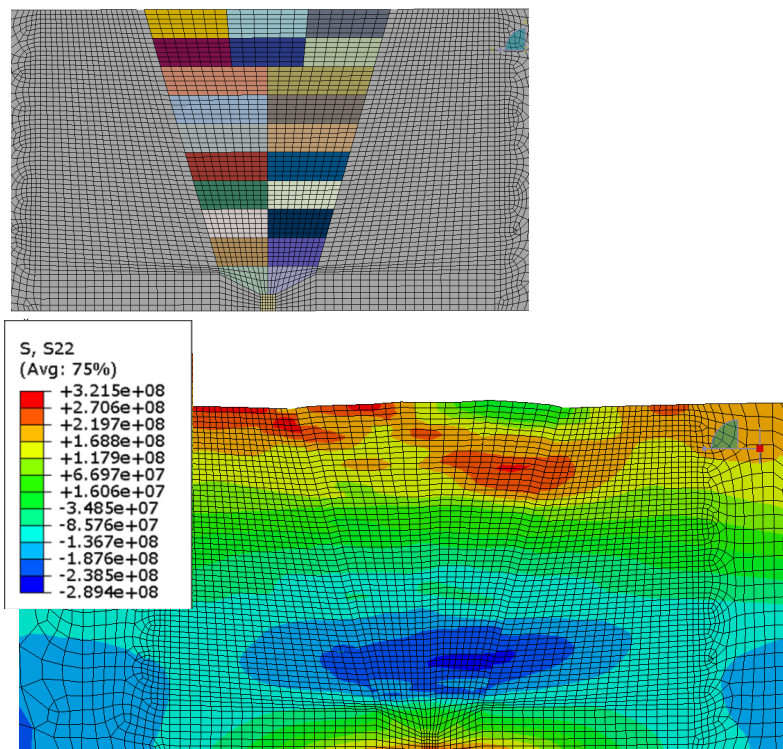 S, S22
(Avg: 75%)
+3.215e+08
+2.706e+08
+2.197e+08
+1.688e+08
+1.179e+08
+6.697e+07
+1.606e+07
-3.485e+07
-8.576e+07
-1.367e+08
-1.876e+08
-2.385e+08
-2.894e+08